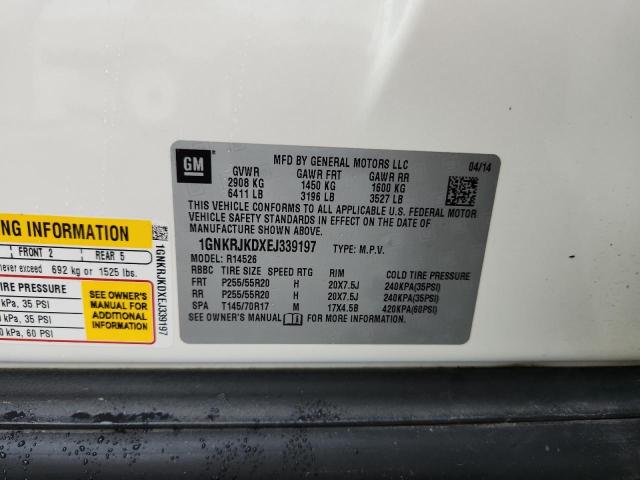 GM
MFD BY GENERAL MOTORS LLC 04/14
GVWR GAWR FRT GAWR RR
2908 KG 1450 KG 1600 KG
6411 LB 3196 LB 3527 LB
THIS VEHICLE CONFORMS TO ALL APPLICABLE U.S. FEDERAL MOTOR
VEHICLE SAFETY STANDARDS IN EFFECT ON THE DATE OF
MANUFACTURE SHOWN ABOVE.
1GNKRJKDXEJ339197 TYPE: M.P.V.
MODEL: R14526
RBBC TIRE SIZE SPEED RTG RIM COLD TIRE PRESSURE
FRT P255/55R20 H 20X7.5J 240KPA(35PSI)
RR P255/55R20 H 20X7.5J 240KPA(35PSI)
SPA T145/70R17 M 17X4.5B 420KPA(60PSI)
SEE OWNER'S MANUAL FOR MORE INFORMATION.
ING INFORMATION
FRONT 2 REAR 5
never exceed 692 kg or 1525 lbs.
RE PRESSURE
kPa, 35 PSI
kPa, 35 PSI
kPa, 60 PSI
SEE OWNER'S
MANUAL FOR
ADDITIONAL
INFORMATION
1GNKRJKDXEJ339197